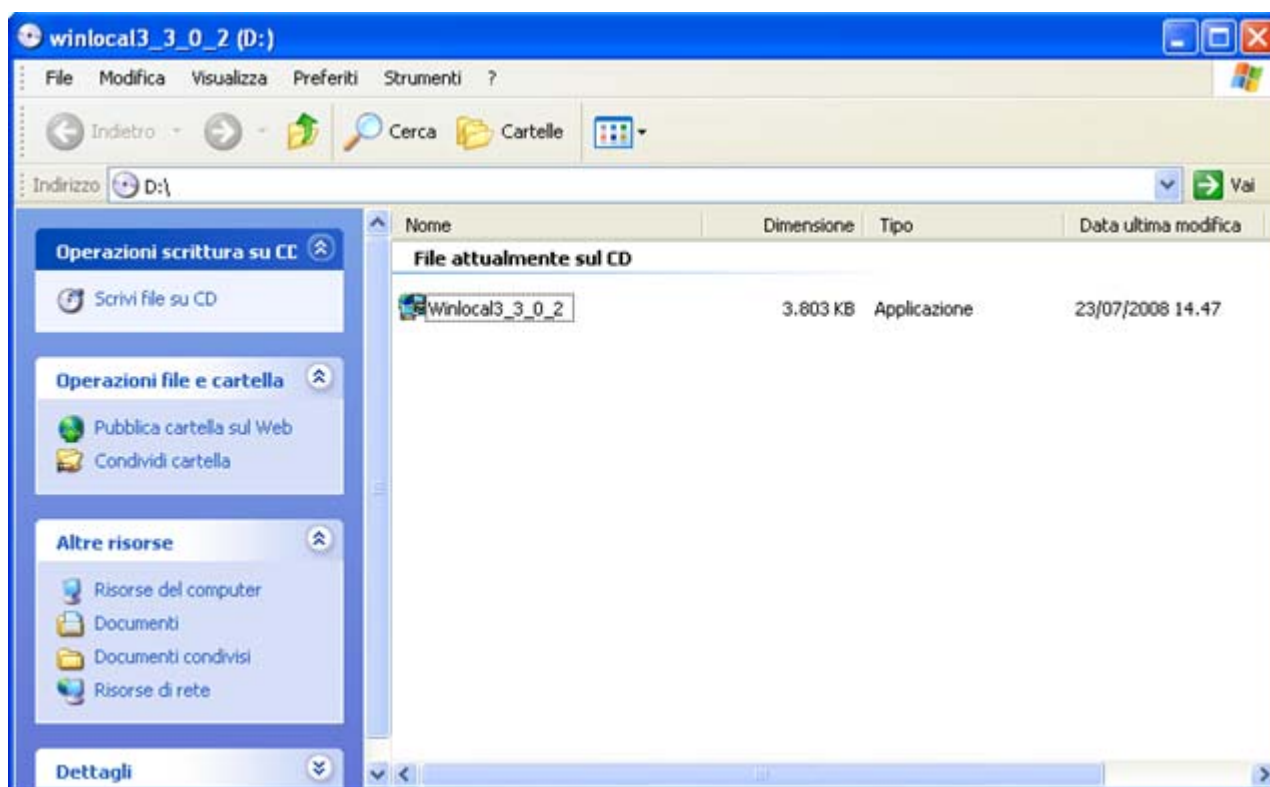 winlocal3_3_0_2 (D:)
File Modifica Visualizza Preferiti Strumenti ?
Indietro Cerca Cartelle
Indirizzo D:\ Vai
Nome Dimensione Tipo Data ultima modifica
Operazioni scrittura su CD
File attualmente sul CD
Scrivi file su CD
Winlocal3_3_0_2 3.803 KB Applicazione 23/07/2008 14.47
Operazioni file e cartella
Pubblica cartella sul Web
Condividi cartella
Altre risorse
Risorse del computer
Documenti
Documenti condivisi
Risorse di rete
Dettagli